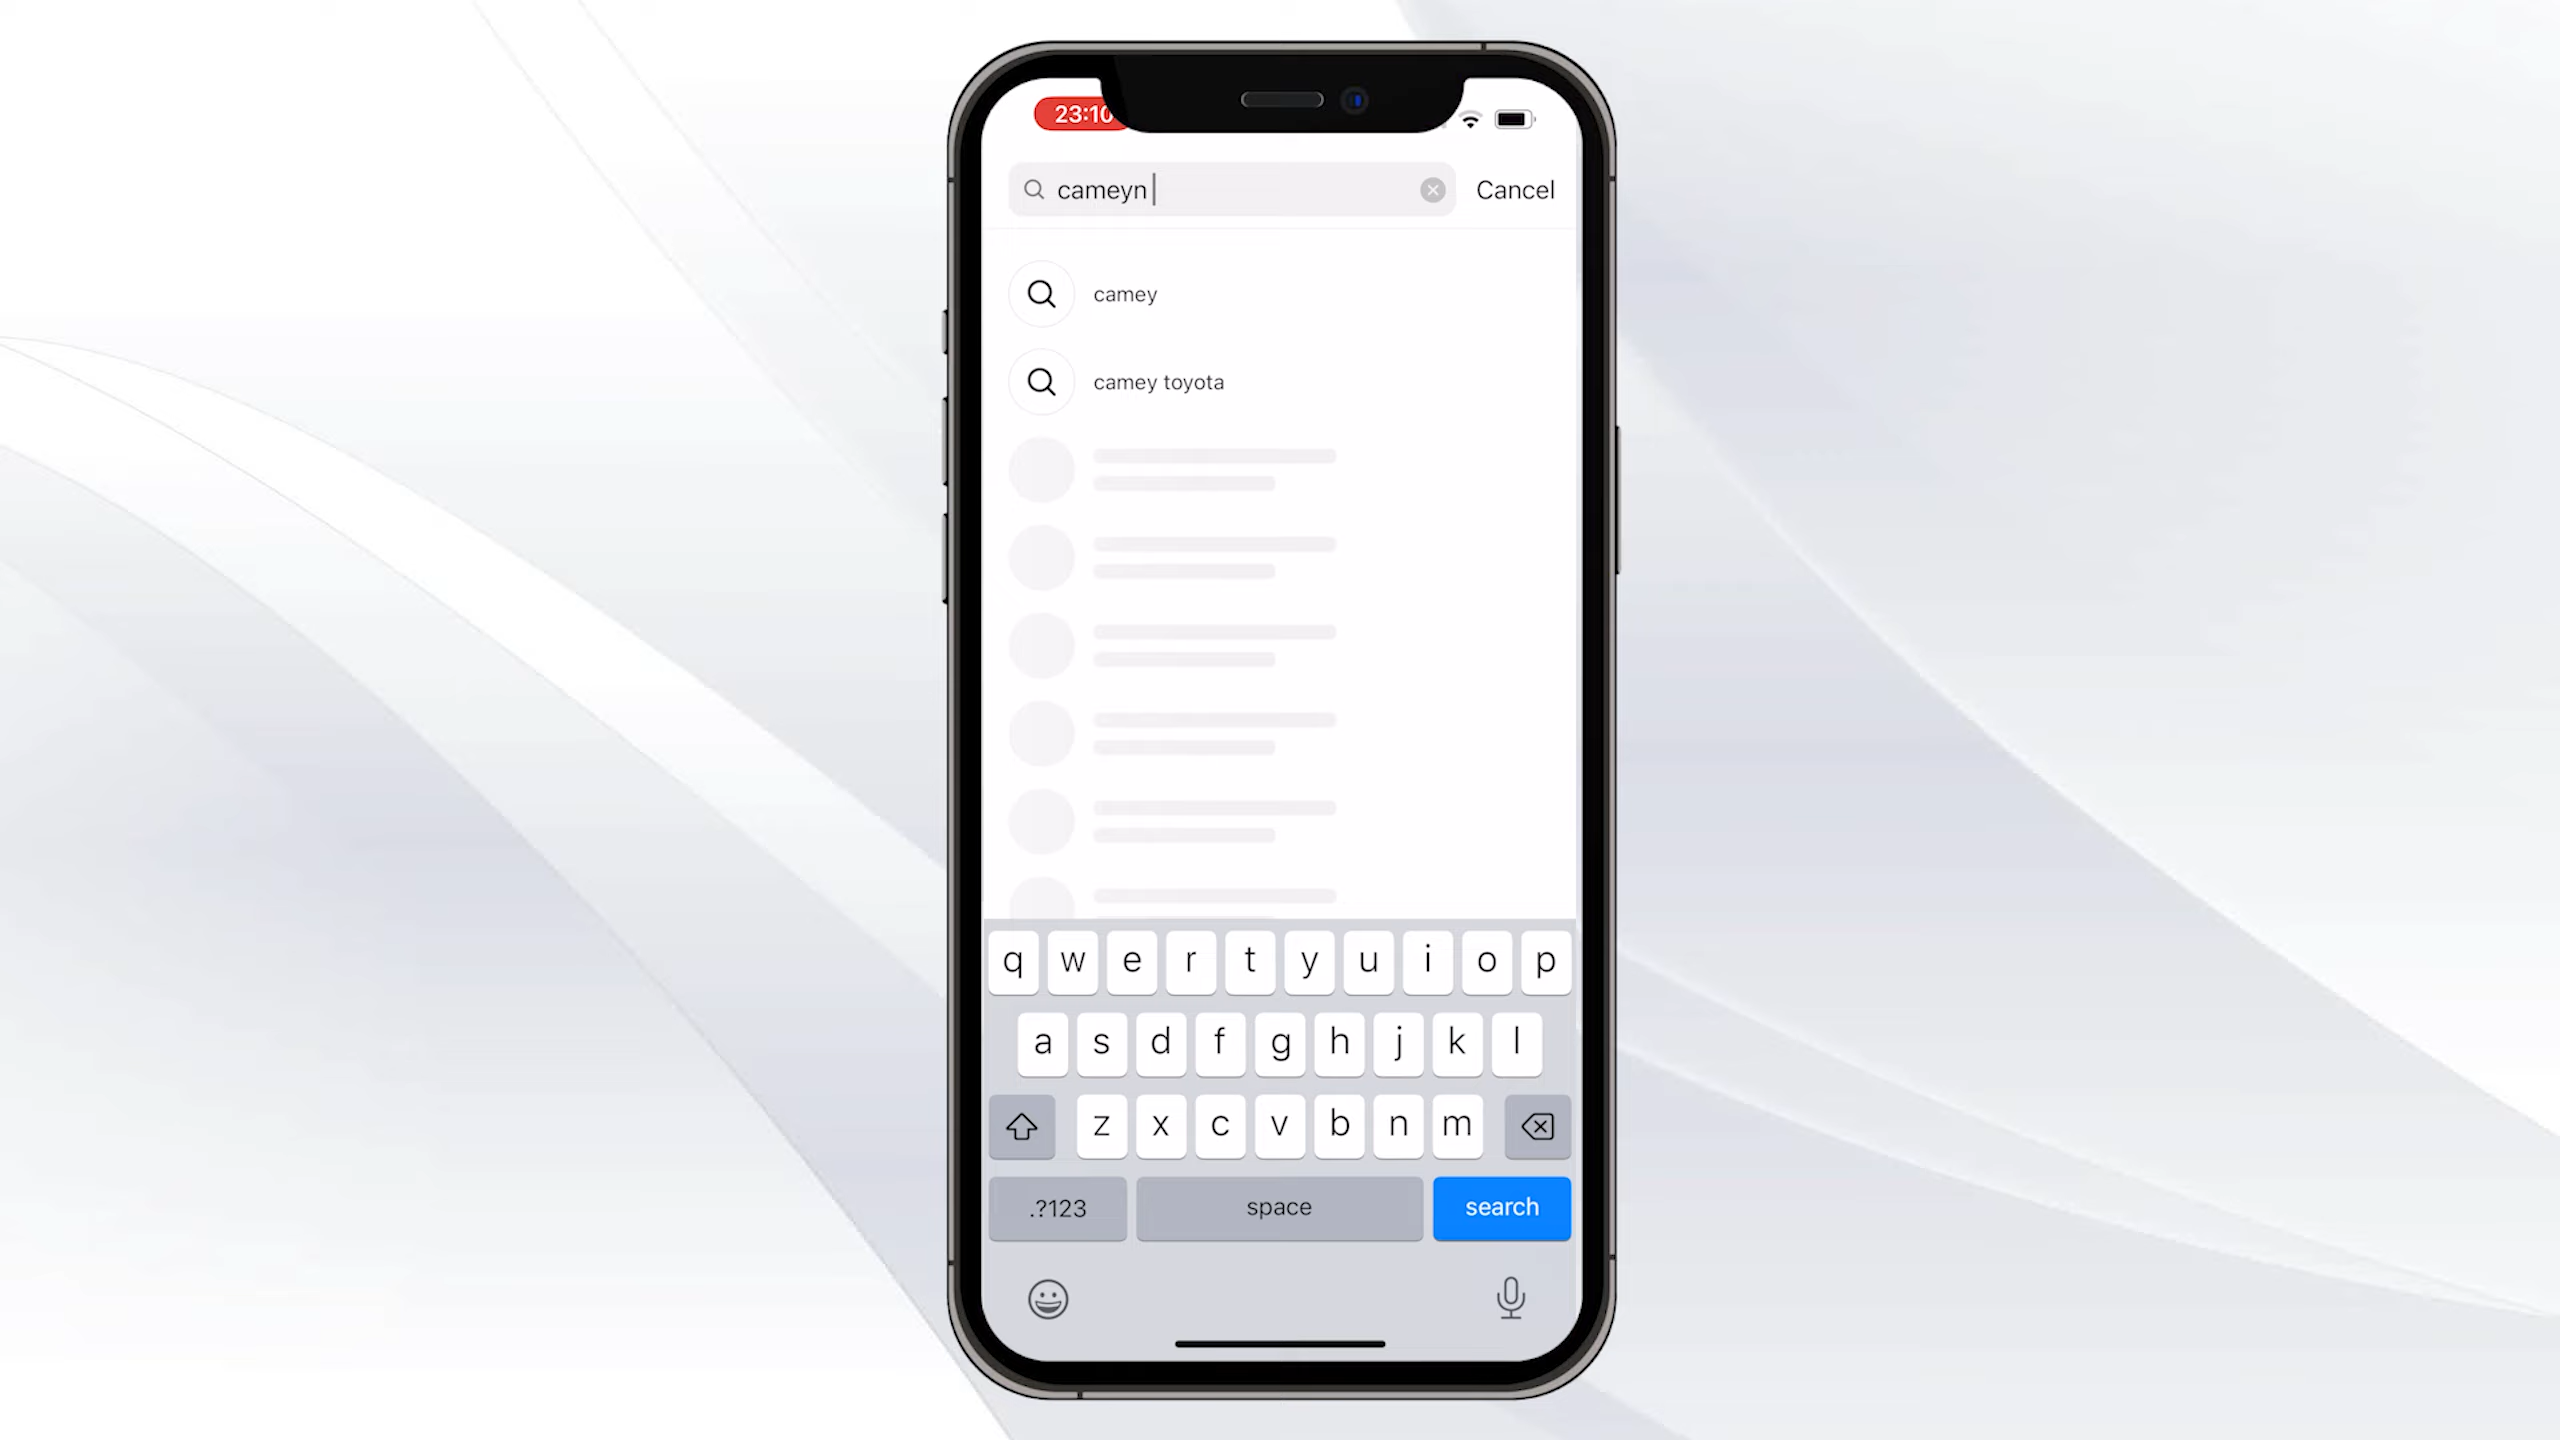 23:10
cameyn
Cancel
camey
camey toyota
q w e r t y u i o p
a s d f g h j k l
z x c v b n m
.?123
space
search